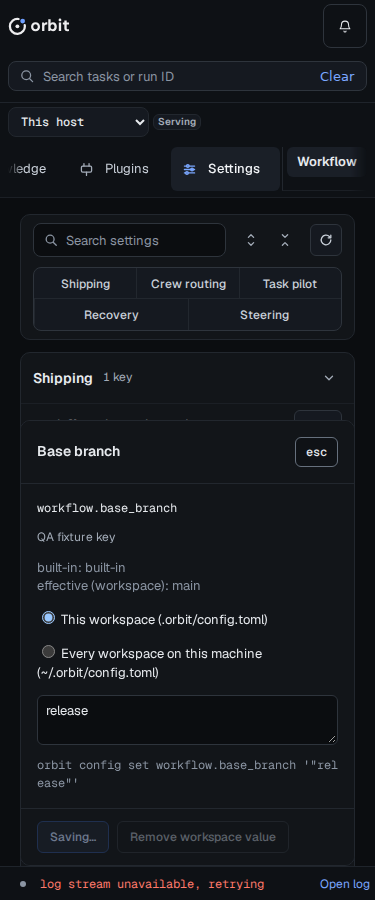 orbit
Search tasks or run ID
Clear
This host
Serving
ledge
Plugins
Settings
Workflow
Search settings
Shipping
Crew routing
Task pilot
Recovery
Steering
Shipping
1 key
Base branch
esc
workflow.base_branch
QA fixture key
built-in: built-in
effective (workspace): main
This workspace (.orbit/config.toml)
Every workspace on this machine
(~/.orbit/config.toml)
release
orbit config set workflow.base_branch '"rel
ease"'
Saving…
Remove workspace value
log stream unavailable, retrying
Open log